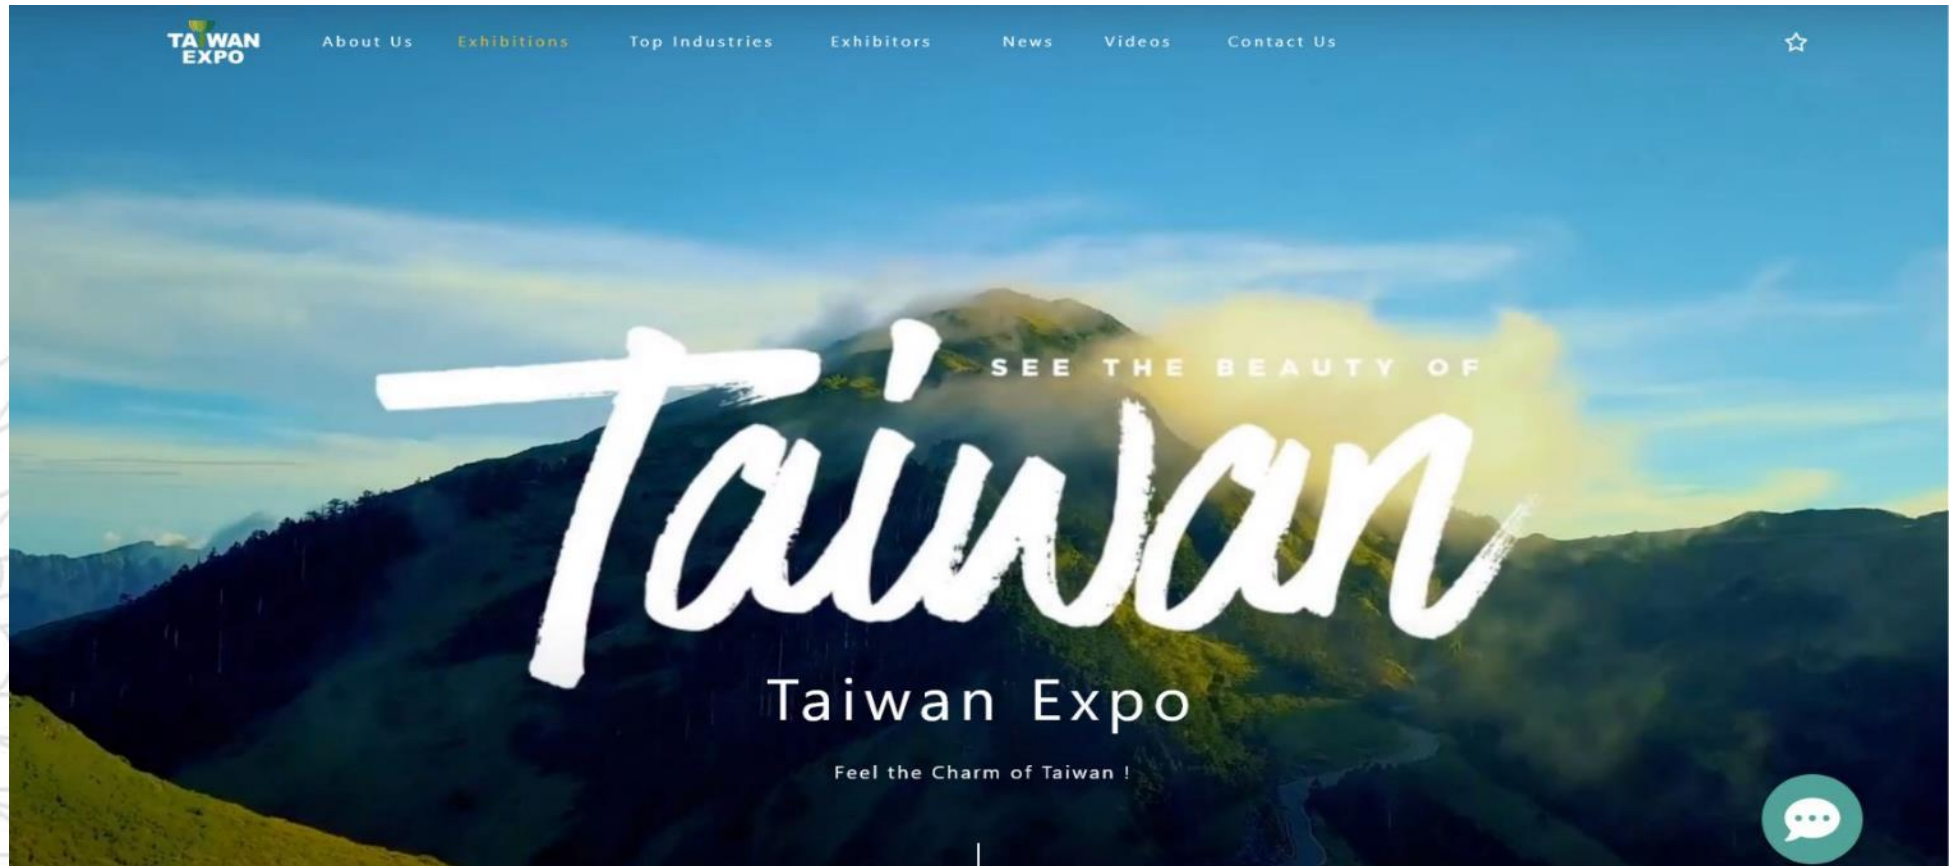 TAIWAN
EXPO
About Us Exhibitions Top Industries Exhibitors News Videos Contact Us
SEE THE BEAUTY OF
Taiwan
Taiwan Expo
Feel the Charm of Taiwan !